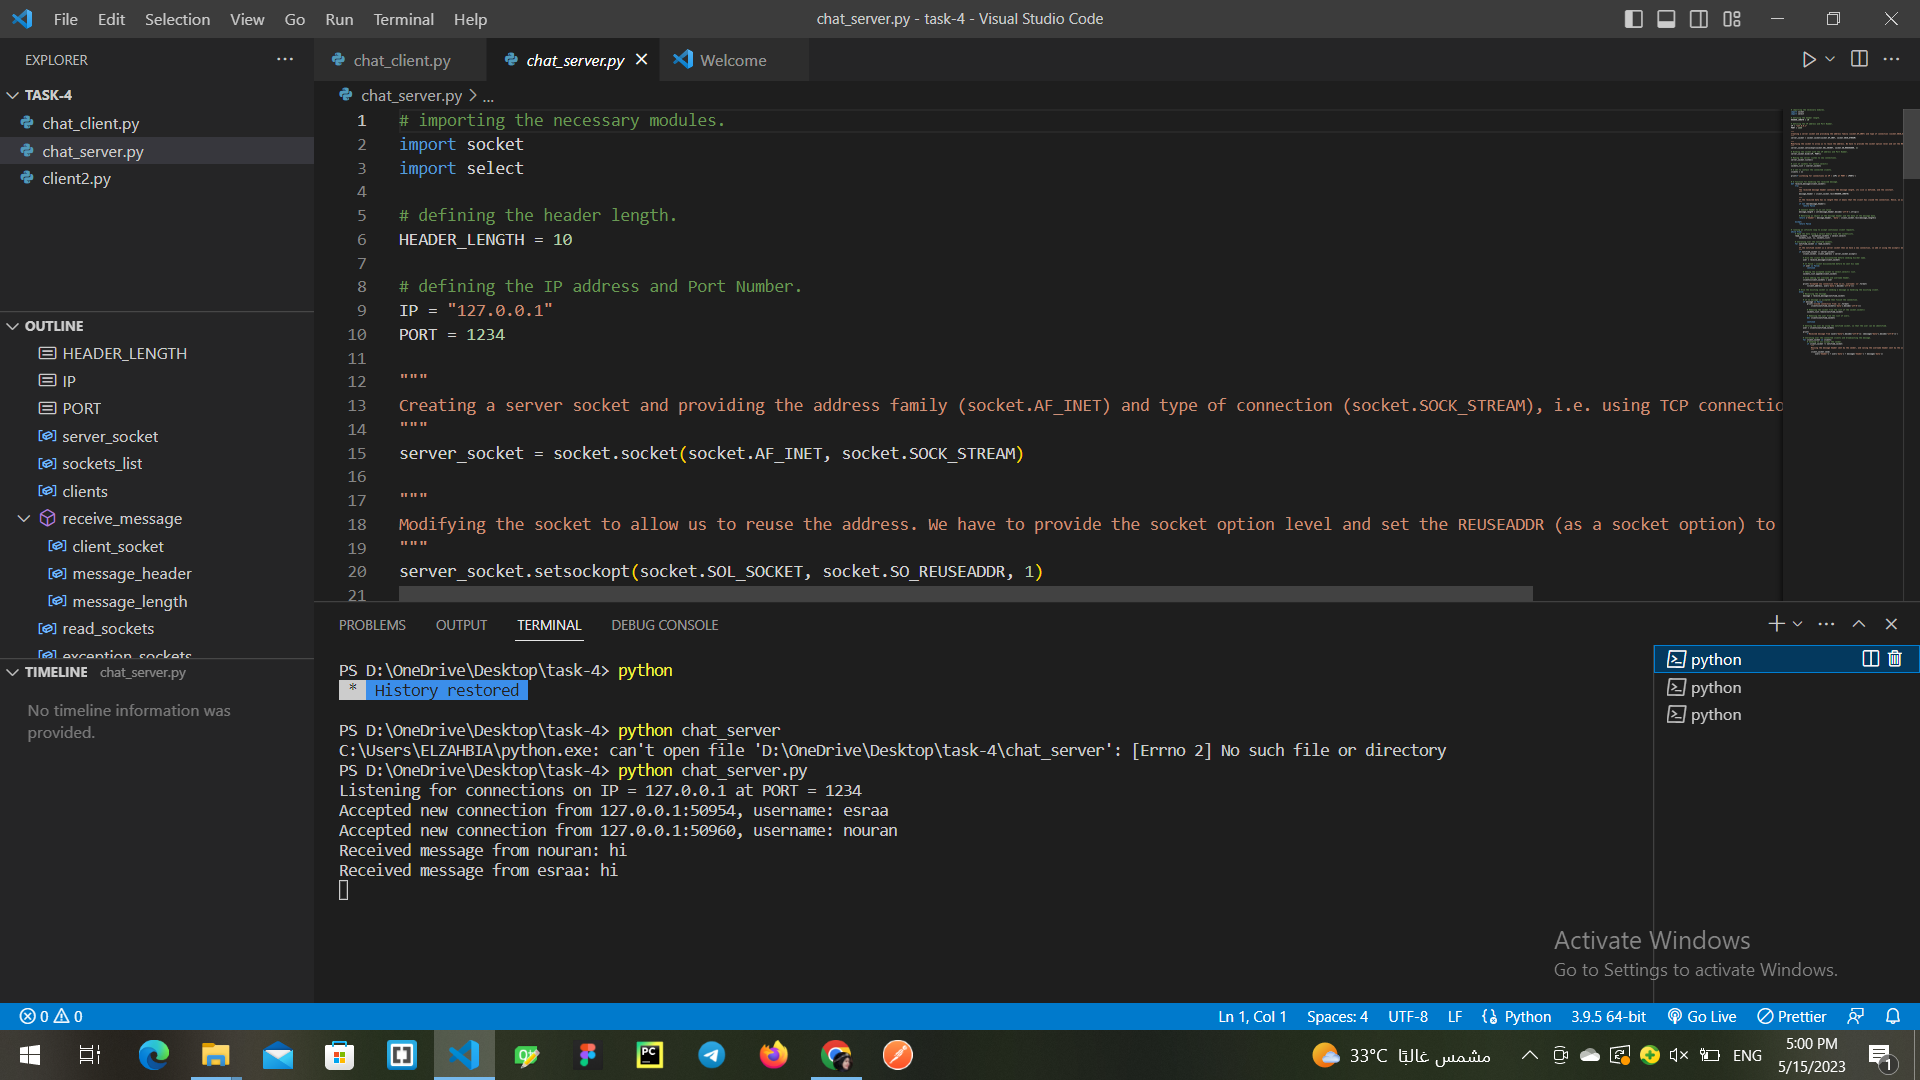 File Edit Selection View Go Run Terminal Help
chat_server.py - task-4 - Visual Studio Code
EXPLORER
TASK-4
chat_client.py
chat_server.py
client2.py
OUTLINE
HEADER_LENGTH
IP
PORT
server_socket
sockets_list
clients
receive_message
client_socket
message_header
message_length
read_sockets
exception_sockets
TIMELINE chat_server.py
No timeline information was
provided.
chat_client.py
chat_server.py
Welcome
chat_server.py > ...
1 # importing the necessary modules.
2 import socket
3 import select
4
5 # defining the header length.
6 HEADER_LENGTH = 10
7
8 # defining the IP address and Port Number.
9 IP = "127.0.0.1"
10 PORT = 1234
11
12 """
13 Creating a server socket and providing the address family (socket.AF_INET) and type of connection (socket.SOCK_STREAM), i.e. using TCP connectio
14 """
15 server_socket = socket.socket(socket.AF_INET, socket.SOCK_STREAM)
16
17 """
18 Modifying the socket to allow us to reuse the address. We have to provide the socket option level and set the REUSEADDR (as a socket option) to
19 """
20 server_socket.setsockopt(socket.SOL_SOCKET, socket.SO_REUSEADDR, 1)
21
PROBLEMS OUTPUT TERMINAL DEBUG CONSOLE
PS D:\OneDrive\Desktop\task-4> python
* History restored
PS D:\OneDrive\Desktop\task-4> python chat_server
C:\Users\ELZAHBIA\python.exe: can't open file 'D:\OneDrive\Desktop\task-4\chat_server': [Errno 2] No such file or directory
PS D:\OneDrive\Desktop\task-4> python chat_server.py
Listening for connections on IP = 127.0.0.1 at PORT = 1234
Accepted new connection from 127.0.0.1:50954, username: esraa
Accepted new connection from 127.0.0.1:50960, username: nouran
Received message from nouran: hi
Received message from esraa: hi
python
python
python
Activate Windows
Go to Settings to activate Windows.
0 0
Ln 1, Col 1 Spaces: 4 UTF-8 LF Python 3.9.5 64-bit Go Live Prettier
33°C مشمس غالبًا
ENG
5:00 PM
5/15/2023
1